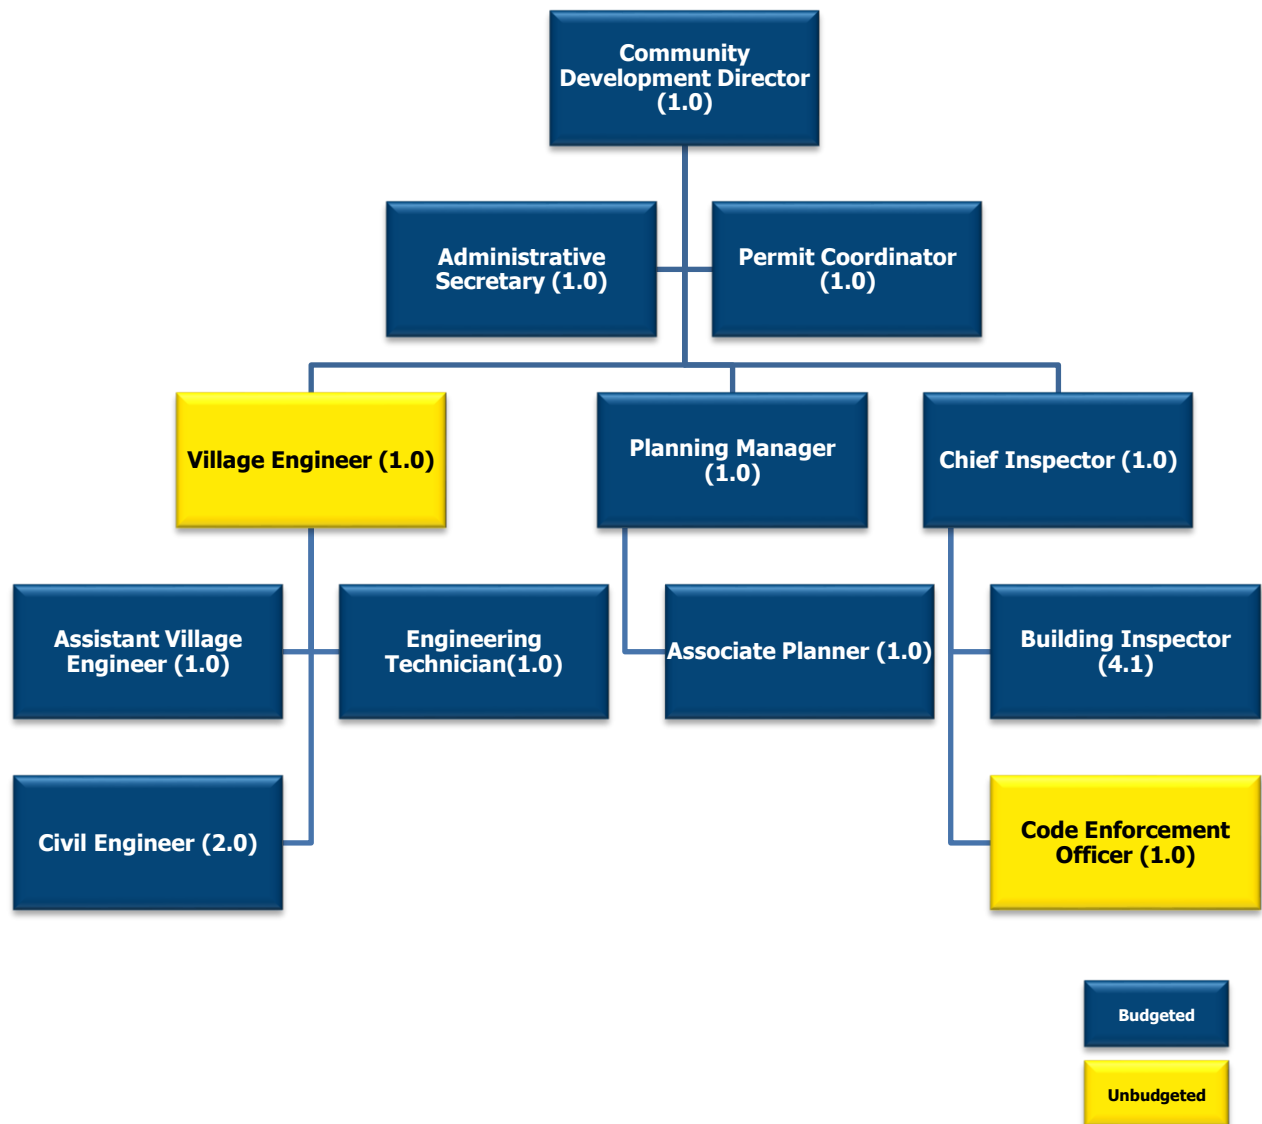 Community
Development Director
(1.0)
Administrative
Secretary (1.0)
Permit Coordinator
(1.0)
Village Engineer (1.0)
Planning Manager
(1.0)
Chief Inspector (1.0)
Assistant Village
Engineer (1.0)
Engineering
Technician(1.0)
Associate Planner (1.0)
Building Inspector
(4.1)
Civil Engineer (2.0)
Code Enforcement
Officer (1.0)
Budgeted
Unbudgeted